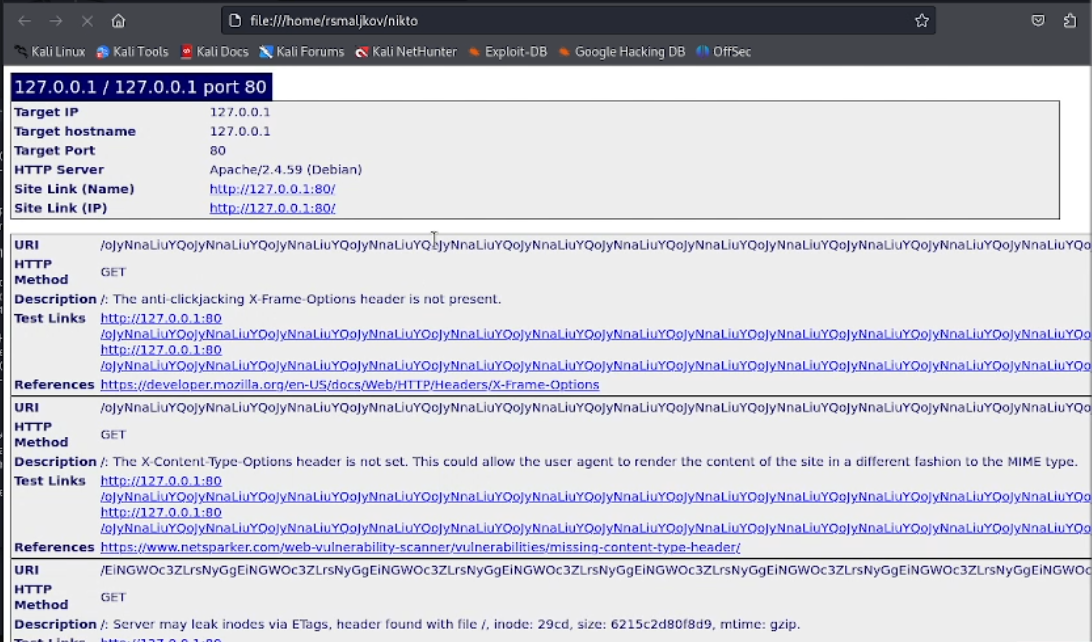 file:///home/rsmaljkov/nikto
Kali Linux Kali Tools Kali Docs Kali Forums Kali NetHunter Exploit-DB Google Hacking DB OffSec
127.0.0.1 / 127.0.0.1 port 80
Target IP 127.0.0.1
Target hostname 127.0.0.1
Target Port 80
HTTP Server Apache/2.4.59 (Debian)
Site Link (Name) http://127.0.0.1:80/
Site Link (IP) http://127.0.0.1:80/
URI
HTTP
Method GET
Description /: The anti-clickjacking X-Frame-Options header is not present.
Test Links http://127.0.0.1:80
http://127.0.0.1:80
References https://developer.mozilla.org/en-US/docs/Web/HTTP/Headers/X-Frame-Options
URI
HTTP
Method GET
Description /: The X-Content-Type-Options header is not set. This could allow the user agent to render the content of the site in a different fashion to the MIME type.
Test Links http://127.0.0.1:80
http://127.0.0.1:80
References https://www.netsparker.com/web-vulnerability-scanner/vulnerabilities/missing-content-type-header/
URI
HTTP
Method GET
Description /: Server may leak inodes via ETags, header found with file /, inode: 29cd, size: 6215c2d80f8d9, mtime: gzip.